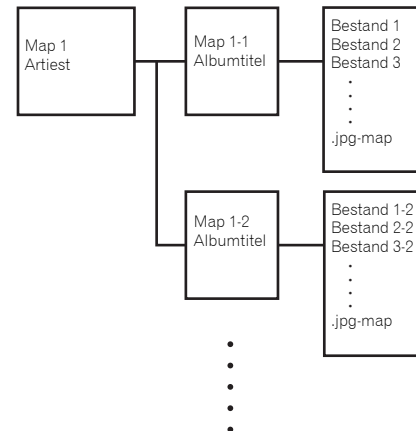 Map 1
Artiest
Map 1-1
Albumtitel
Bestand 1
Bestand 2
Bestand 3
.jpg-map
Map 1-2
Albumtitel
Bestand 1-2
Bestand 2-2
Bestand 3-2
.jpg-map